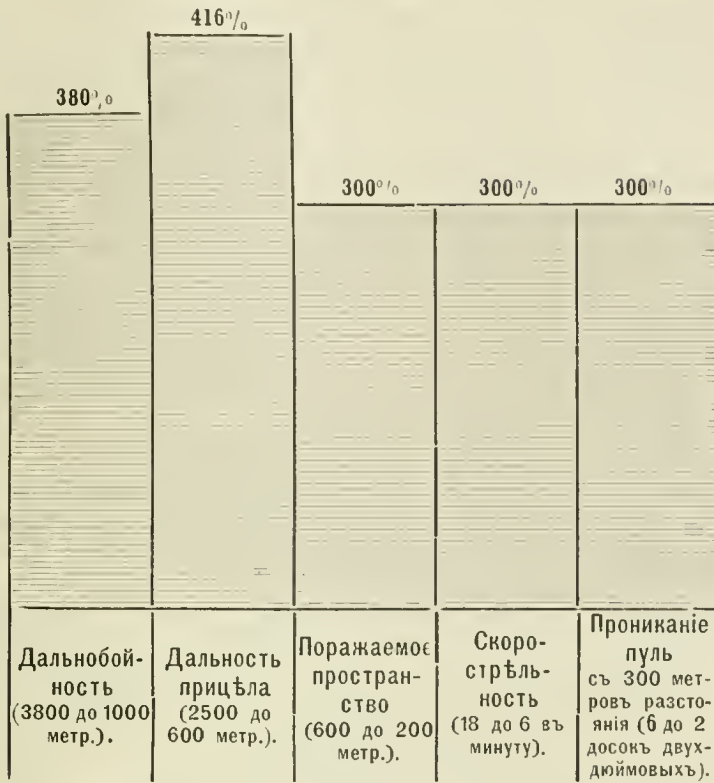 416%
380%
300%
300%
300%
Дальнобой-
ность
(3800 до 1000
метр.).
Дальность
прицѣла
(2500 до
600 метр.).
Поражаемое
простран-
ство
(600 до 200
метр.).
Скоро-
стрѣль-
ность
(18 до 6 въ
минуту).
Проникание
пуль
съ 300 мет-
ровъ разсто-
янія (6 до 2
досокъ двух-
дюймовыхъ).